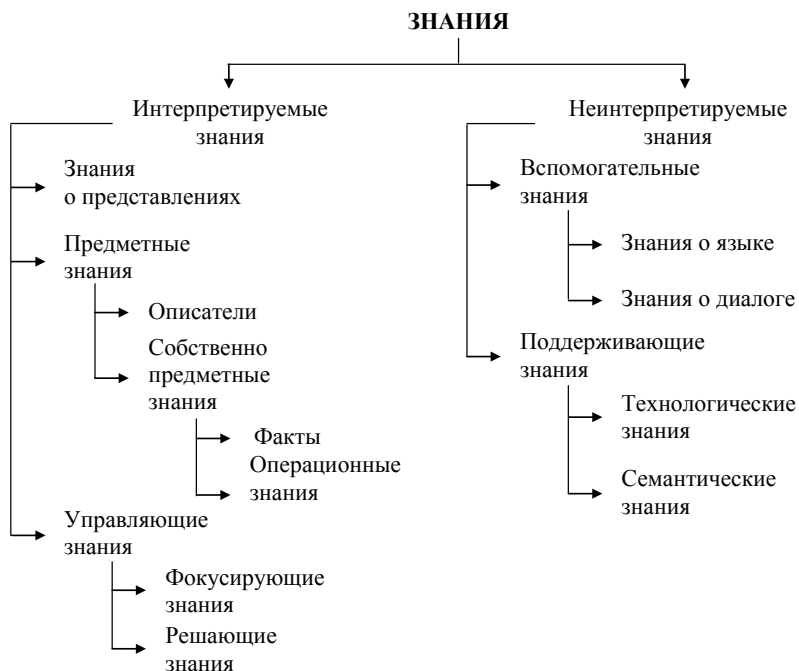 ЗНАНИЯ
Интерпретируемые
знания
Знания
о представлениях
Предметные
знания
Описатели
Собственно
предметные
знания
Факты
Операционные
знания
Управляющие
знания
Фокусирующие
знания
Решающие
знания
Неинтерпретируемые
знания
Вспомогательные
знания
Знания о языке
Знания о диалоге
Поддерживающие
знания
Технологические
знания
Семантические
знания